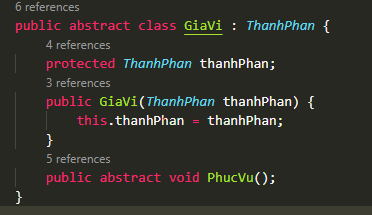 6 references
public abstract class GiaVi : ThanhPhan {
4 references
protected ThanhPhan thanhPhan;
3 references
public GiaVi(ThanhPhan thanhPhan) {
this.thanhPhan = thanhPhan;
}
5 references
public abstract void PhucVu();
}